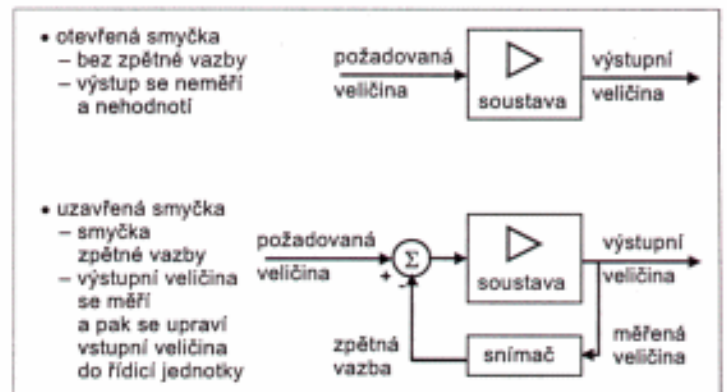 • otevřená smyčka
– bez zpětné vazby
– výstup se neměří
a nehodnotí
požadovaná
veličina
soustava
výstupní
veličina
• uzavřená smyčka
– smyčka
zpětné vazby
– výstupní veličina
se měří
a pak se upraví
vstupní veličina
do řídicí jednotky
požadovaná
veličina
+ Σ -
soustava
výstupní
veličina
zpětná
vazba
snímač
měřená
veličina